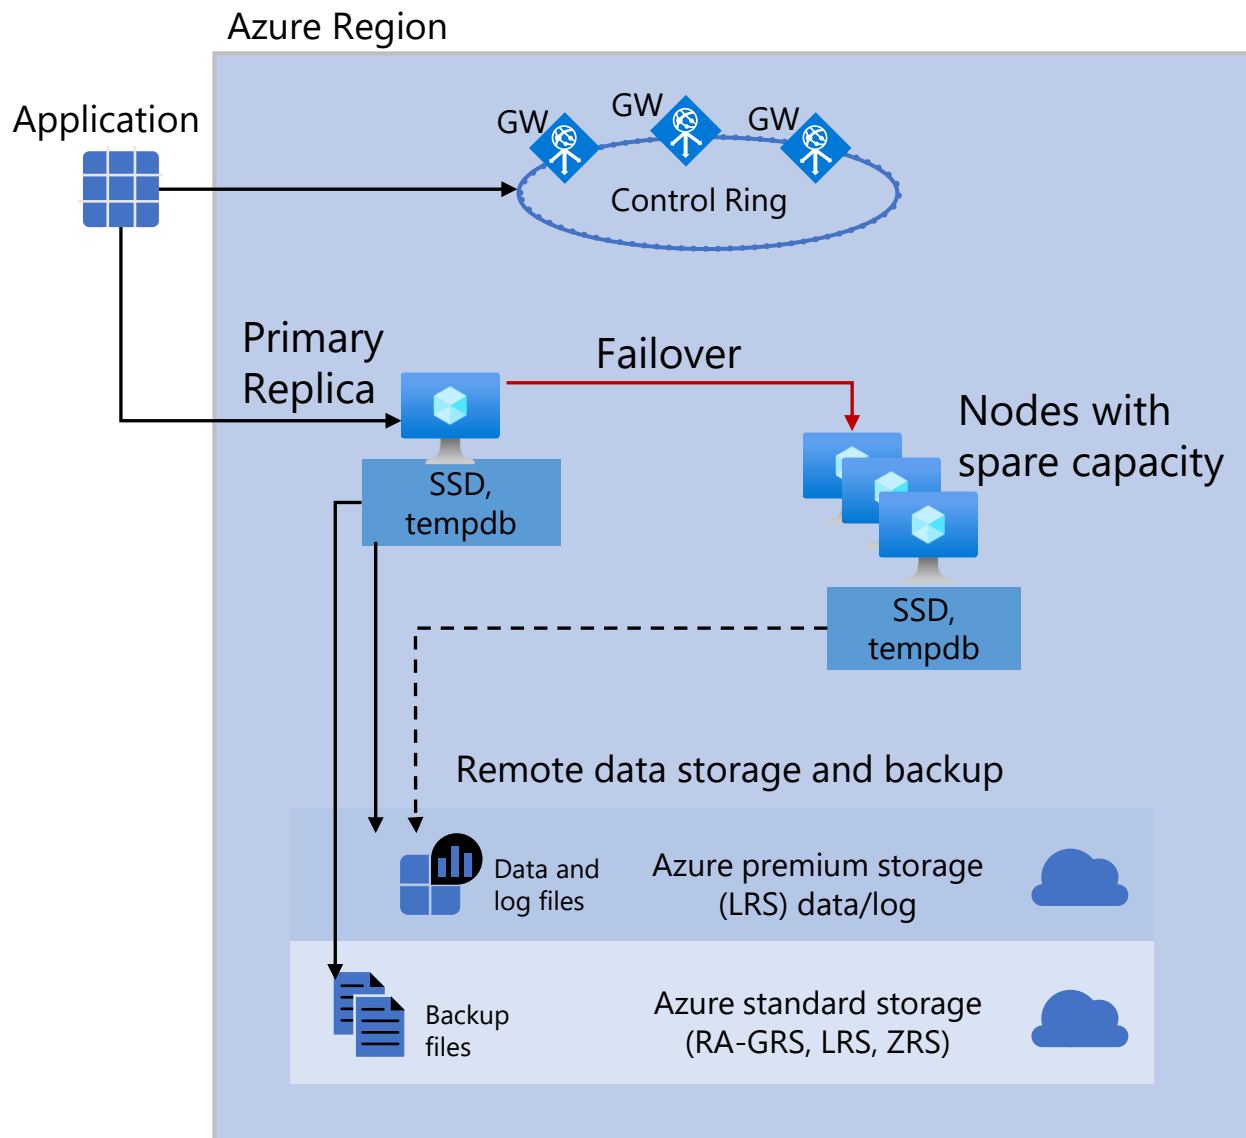 Azure Region
Application
GW
GW
GW
Control Ring
Primary
Replica
Failover
Nodes with
spare capacity
SSD,
tempdb
SSD,
tempdb
Remote data storage and backup
Data and
log files
Azure premium storage
(LRS) data/log
Backup
files
Azure standard storage
(RA-GRS, LRS, ZRS)